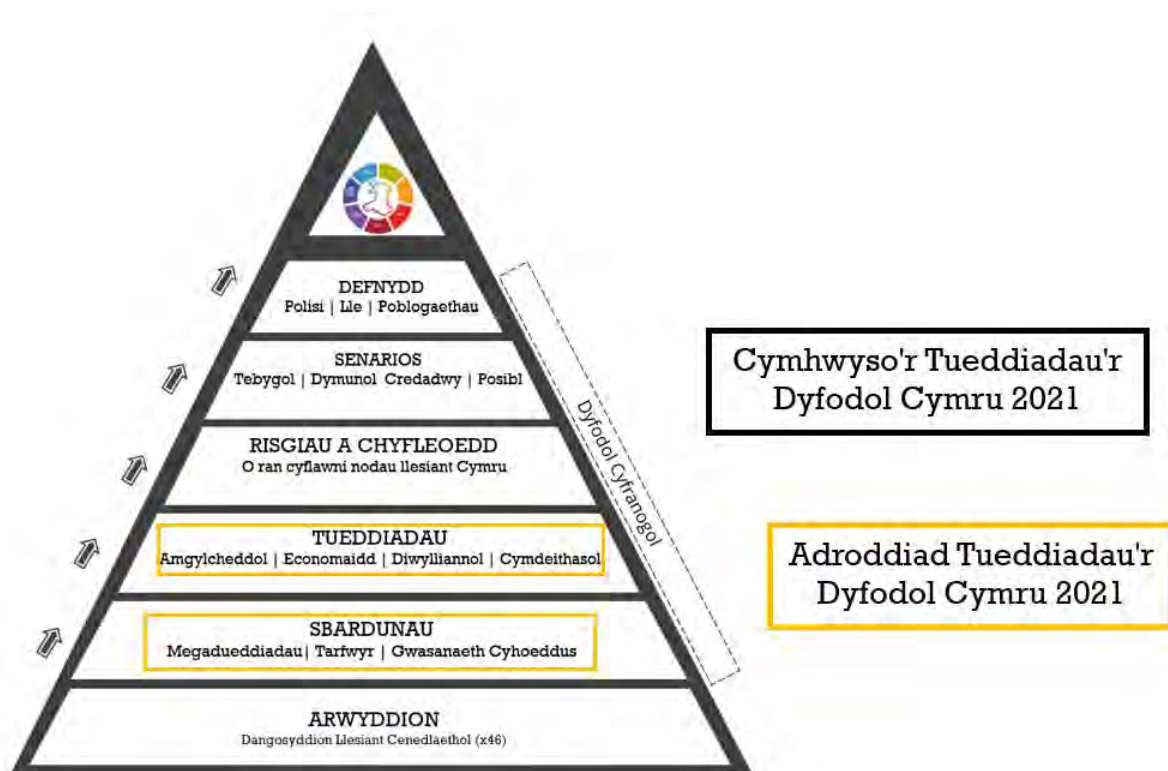 DEFNYDD
Polisi | Lle | Poblogaethau
SENARIOS
Tebygol | Dymunol Credadwy | Posibl
RISGIAU A CHYFLEOEDD
O ran cyflawni nodau llesiant Cymru
TUEDDIADAU
Amgylcheddol | Economaidd | Diwylliannol | Cymdeithasol
SBARDUNAU
Megadueddiadau| Tarfwyr | Gwasanaeth Cyhoeddus
ARWYDDION
Dangosyddion Llesiant Cenedlaethol (x46)
Dyfodol Cyfranogol
Cymhwyso'r Tueddiadau'r
Dyfodol Cymru 2021
Adroddiad Tueddiadau'r
Dyfodol Cymru 2021